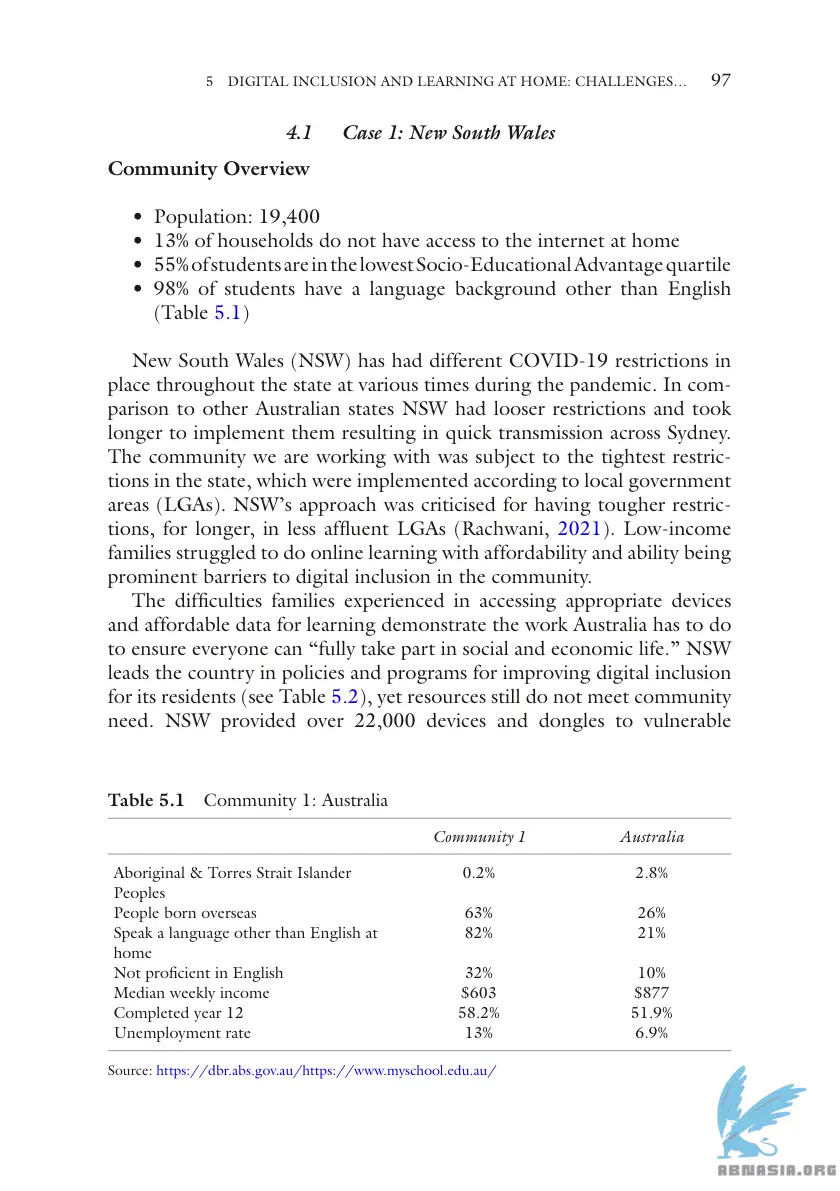 5 DIGITAL INCLUSION AND LEARNING AT HOME: CHALLENGES… 97
4.1 Case 1: New South Wales
Community Overview
• Population: 19,400
• 13% of households do not have access to the internet at home
• 55% of students are in the lowest Socio-Educational Advantage quartile
• 98% of students have a language background other than English
(Table 5.1)
New South Wales (NSW) has had different COVID-19 restrictions in
place throughout the state at various times during the pandemic. In com-
parison to other Australian states NSW had looser restrictions and took
longer to implement them resulting in quick transmission across Sydney.
The community we are working with was subject to the tightest restric-
tions in the state, which were implemented according to local government
areas (LGAs). NSW's approach was criticised for having tougher restric-
tions, for longer, in less affluent LGAs (Rachwani, 2021). Low-income
families struggled to do online learning with affordability and ability being
prominent barriers to digital inclusion in the community.
The difficulties families experienced in accessing appropriate devices
and affordable data for learning demonstrate the work Australia has to do
to ensure everyone can “fully take part in social and economic life.” NSW
leads the country in policies and programs for improving digital inclusion
for its residents (see Table 5.2), yet resources still do not meet community
need. NSW provided over 22,000 devices and dongles to vulnerable
Table 5.1 Community 1: Australia
Community 1 Australia
Aboriginal & Torres Strait Islander 0.2% 2.8%
Peoples
People born overseas 63% 26%
Speak a language other than English at 82% 21%
home
Not proficient in English 32% 10%
Median weekly income $603 $877
Completed year 12 58.2% 51.9%
Unemployment rate 13% 6.9%
Source: https://dbr.abs.gov.au/https://www.myschool.edu.au/
ABNASIA.ORG